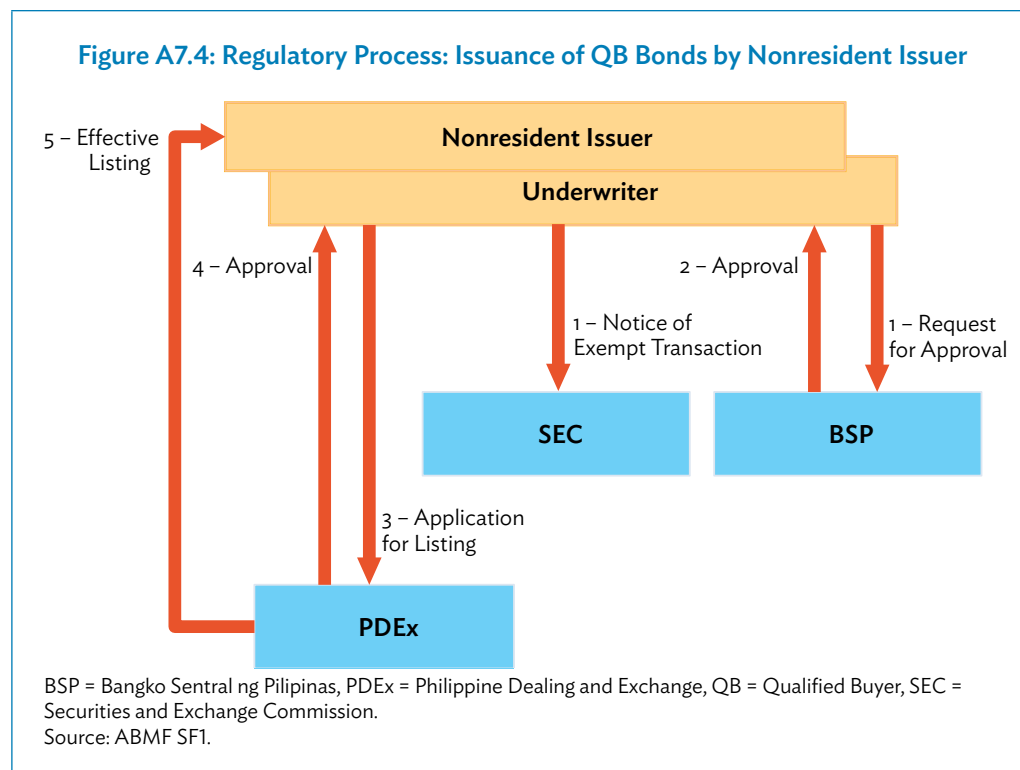 Figure A7.4: Regulatory Process: Issuance of QB Bonds by Nonresident Issuer
5 – Effective
Listing
Nonresident Issuer
Underwriter
4 – Approval
2 – Approval
1 – Notice of
Exempt Transaction
1 – Request
for Approval
SEC
BSP
3 – Application
for Listing
PDEx
BSP = Bangko Sentral ng Pilipinas, PDEx = Philippine Dealing and Exchange, QB = Qualified Buyer, SEC =
Securities and Exchange Commission.
Source: ABMF SF1.